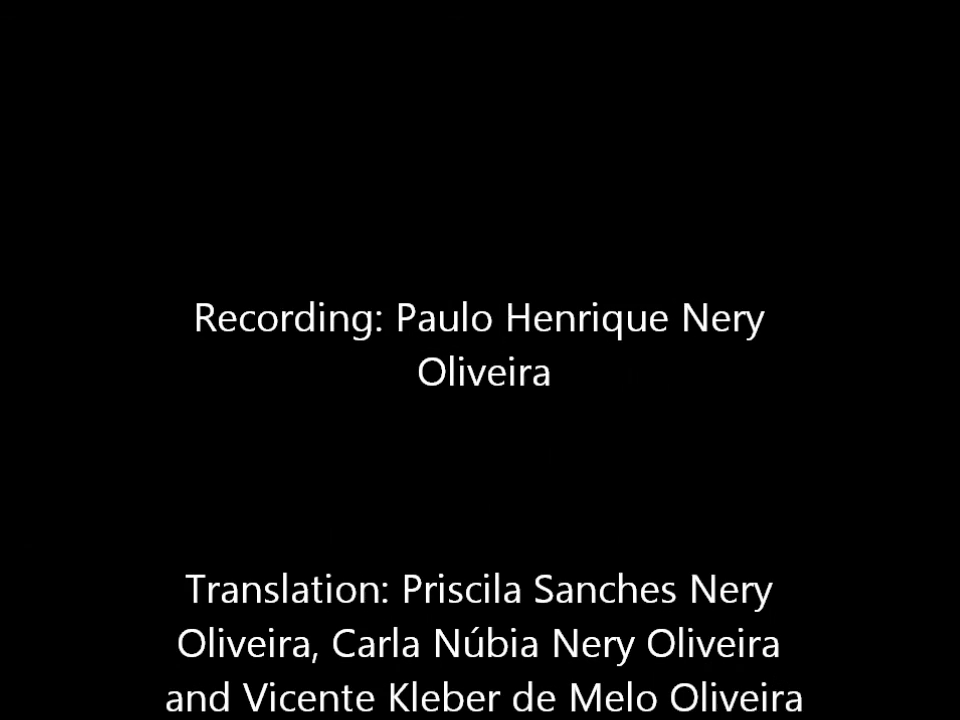 Recording: Paulo Henrique Nery
Oliveira
Translation: Priscila Sanches Nery
Oliveira, Carla Núbia Nery Oliveira
and Vicente Kleber de Melo Oliveira